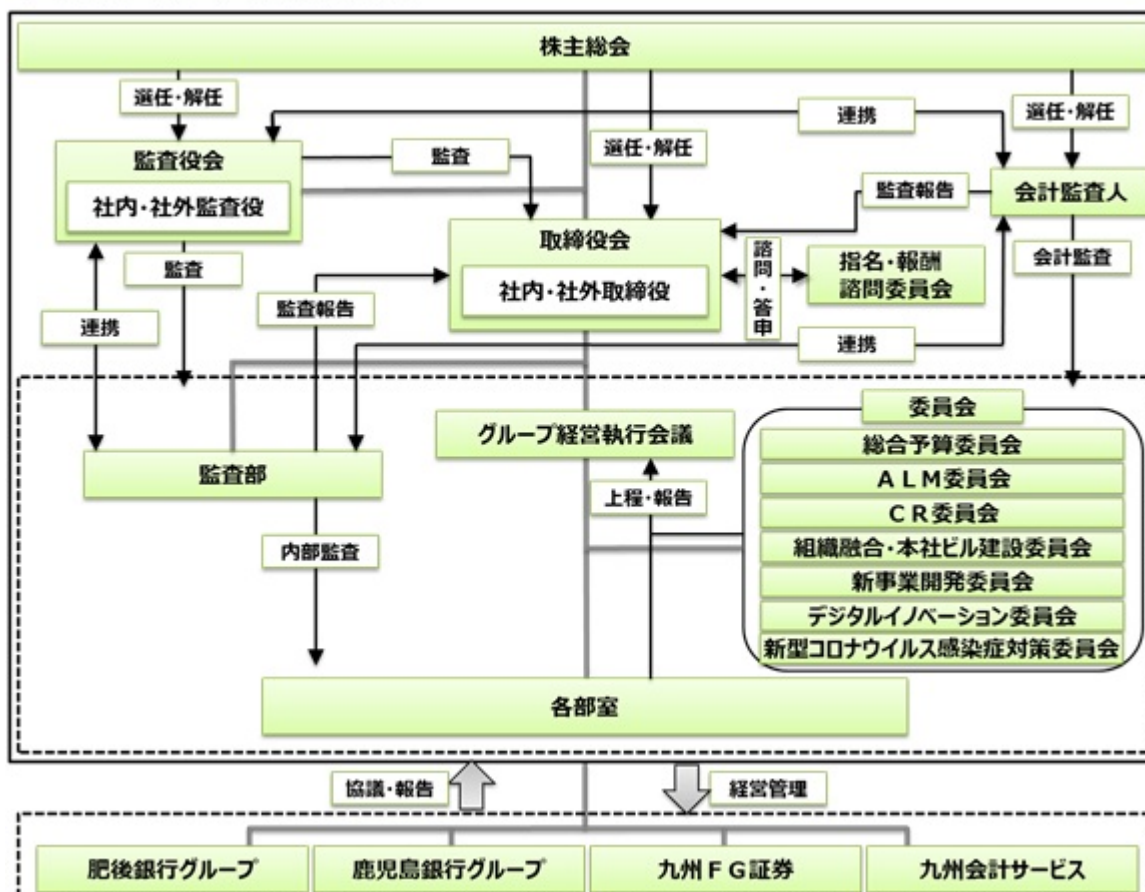 株主総会
選任・解任
連携
選任・解任
監査役会
監査
選任・解任
社内・社外監査役
監査報告
会計監査人
取締役会
諮問・答申
指名・報酬
諮問委員会
監査
会計監査
社内・社外取締役
監査報告
連携
連携
委員会
グループ経営執行会議
総合予算委員会
監査部
ALM委員会
上程・報告
CR委員会
内部監査
組織融合・本社ビル建設委員会
新事業開発委員会
デジタルイノベーション委員会
新型コロナウイルス感染症対策委員会
各部室
協議・報告
経営管理
肥後銀行グループ
鹿児島銀行グループ
九州FG証券
九州会計サービス